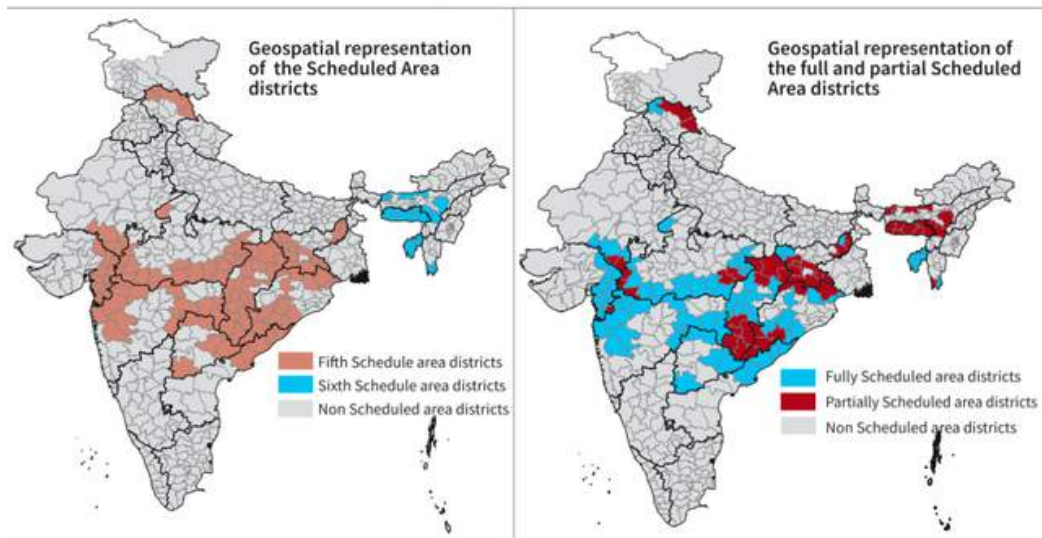 Geospatial representation
of the Scheduled Area
districts
Fifth Schedule area districts
Sixth Schedule area districts
Non Scheduled area districts
Geospatial representation of
the full and partial Scheduled
Area districts
Fully Scheduled area districts
Partially Scheduled area districts
Non Scheduled area districts